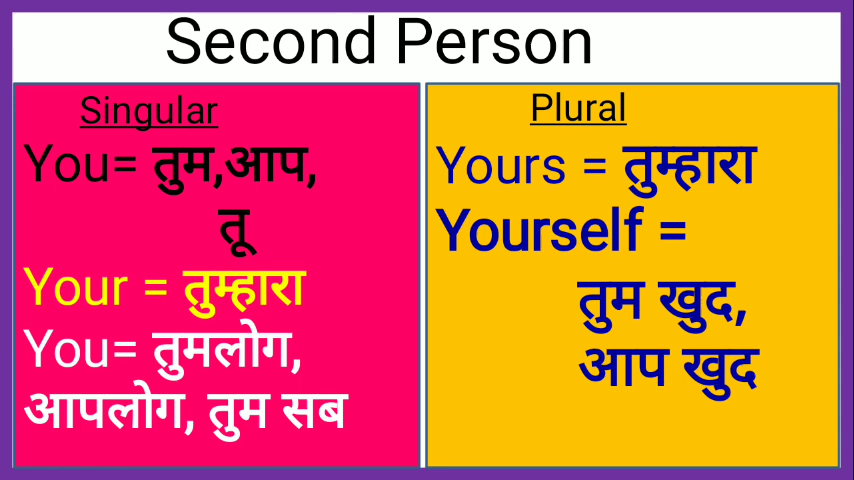 Second Person
Singular
You= तुम,आप,
तू
Your = तुम्हारा
You= तुमलोग,
आपलोग, तुम सब
Plural
Yours = तुम्हारा
Yourself =
तुम खुद,
आप खुद